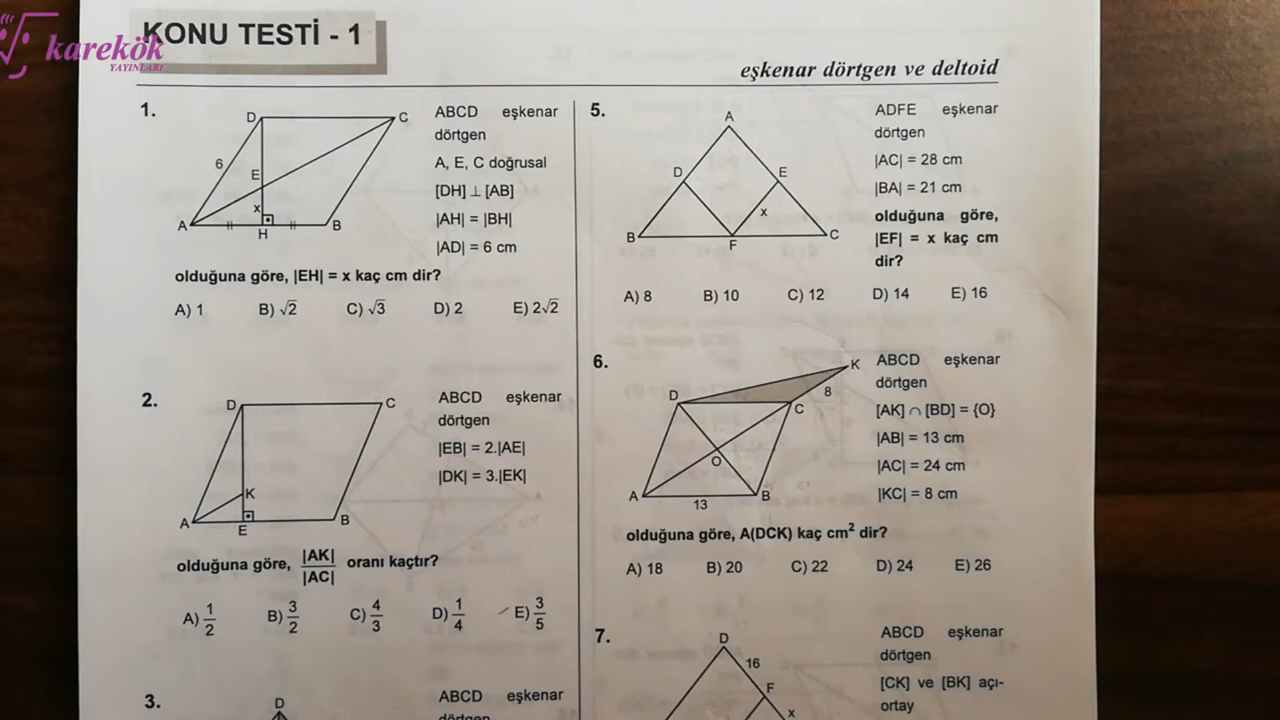 karekök
YAYINLARI
KONU TESTİ - 1
eşkenar dörtgen ve deltoid
1.
D
C
6
E
x
A
H
B
ABCD eşkenar
dörtgen
A, E, C doğrusal
[DH] ⊥ [AB]
|AH| = |BH|
|AD| = 6 cm
olduğuna göre, |EH| = x kaç cm dir?
A) 1 B) √2 C) √3 D) 2 E) 2√2
2.
D
C
K
A
E
B
ABCD eşkenar
dörtgen
|EB| = 2.|AE|
|DK| = 3.|EK|
olduğuna göre, |AK|/|AC| oranı kaçtır?
A) 1/2 B) 3/2 C) 4/3 D) 1/4 E) 3/5
3.
D
ABCD eşkenar
dörtgen
5.
A
D
E
x
B
F
C
ADFE eşkenar
dörtgen
|AC| = 28 cm
|BA| = 21 cm
olduğuna göre,
|EF| = x kaç cm
dir?
A) 8 B) 10 C) 12 D) 14 E) 16
6.
K
D
8
C
O
A
B
13
ABCD eşkenar
dörtgen
[AK] ∩ [BD] = {O}
|AB| = 13 cm
|AC| = 24 cm
|KC| = 8 cm
olduğuna göre, A(DCK) kaç cm² dir?
A) 18 B) 20 C) 22 D) 24 E) 26
7.
D
16
F
x
ABCD eşkenar
dörtgen
[CK] ve [BK] açı-
ortay